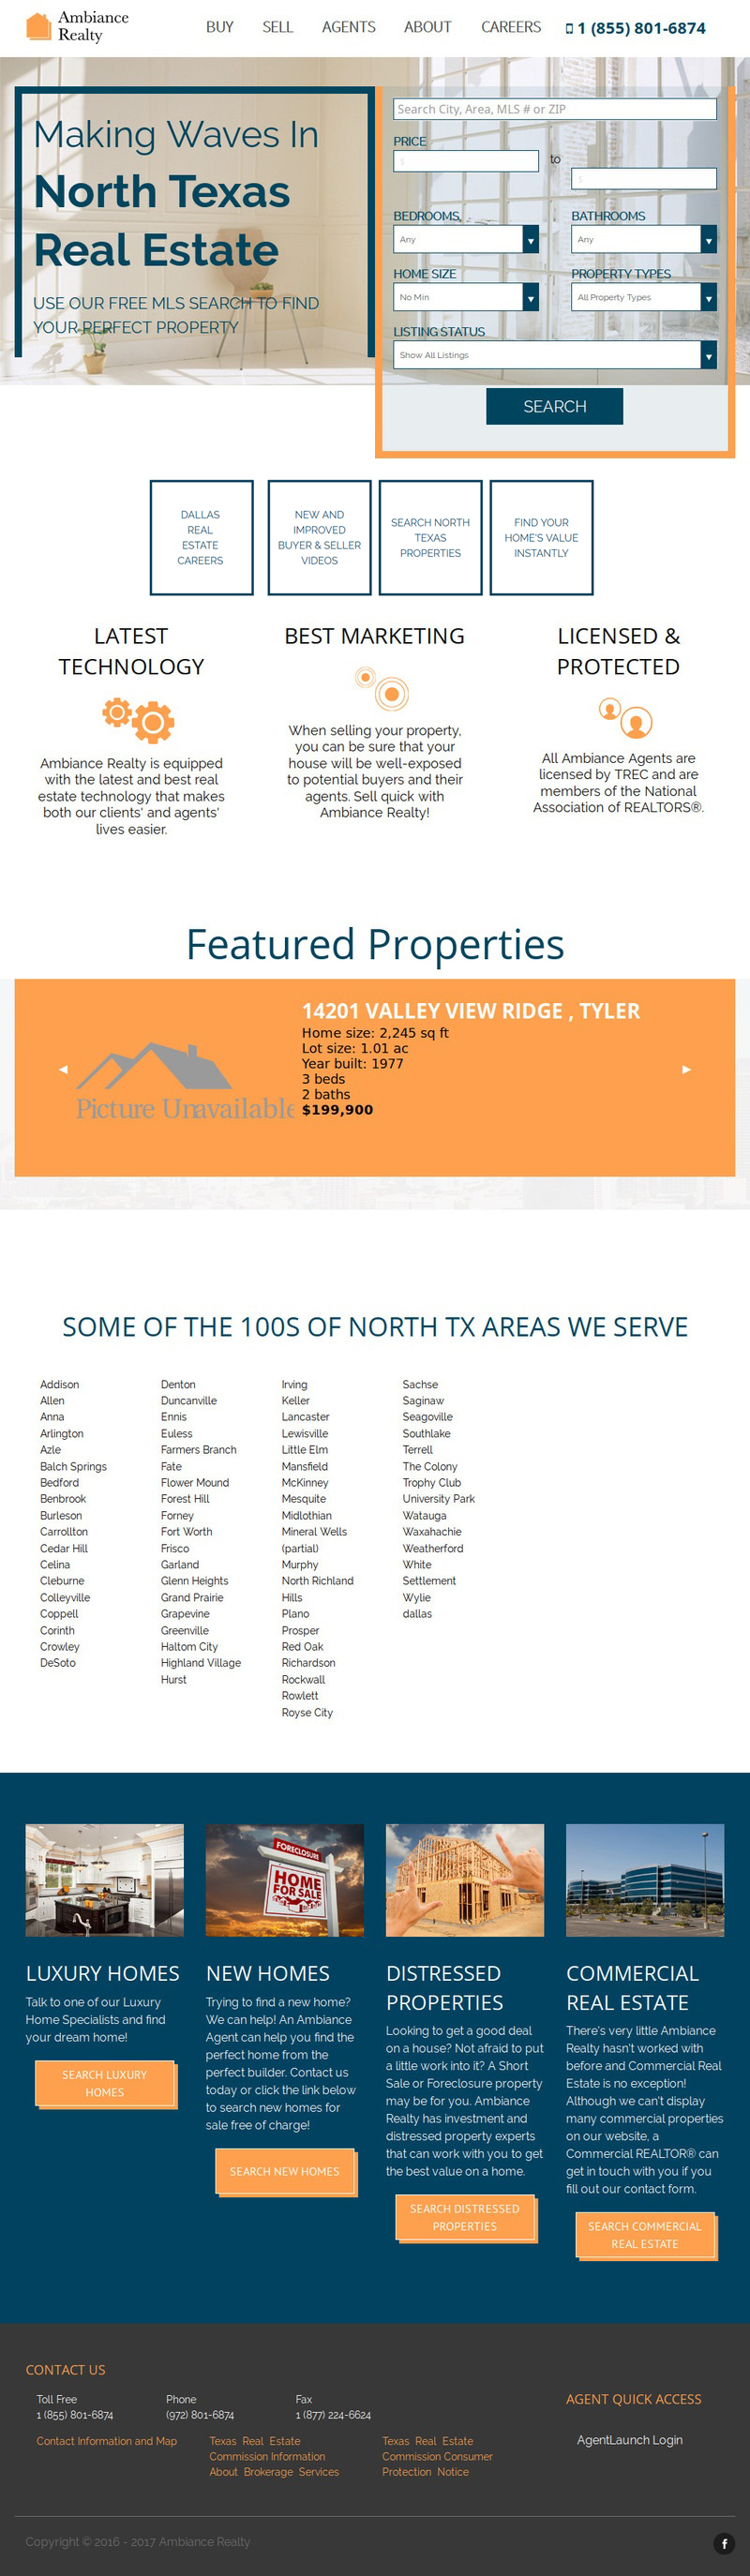 Ambiance
Realty
BUY SELL AGENTS ABOUT CAREERS 1 (855) 801-6874
Making Waves In
North Texas
Real Estate
USE OUR FREE MLS SEARCH TO FIND
YOUR PERFECT PROPERTY
Search City, Area, MLS # or ZIP
PRICE
$ to $
BEDROOMS BATHROOMS
Any Any
HOME SIZE PROPERTY TYPES
No Min All Property Types
LISTING STATUS
Show All Listings
SEARCH
DALLAS
REAL
ESTATE
CAREERS
NEW AND
IMPROVED
BUYER & SELLER
VIDEOS
SEARCH NORTH
TEXAS
PROPERTIES
FIND YOUR
HOME'S VALUE
INSTANTLY
LATEST
TECHNOLOGY
Ambiance Realty is equipped
with the latest and best real
estate technology that makes
both our clients' and agents'
lives easier.
BEST MARKETING
When selling your property,
you can be sure that your
house will be well-exposed
to potential buyers and their
agents. Sell quick with
Ambiance Realty!
LICENSED &
PROTECTED
All Ambiance Agents are
licensed by TREC and are
members of the National
Association of REALTORS®.
Featured Properties
Picture Unavailable
14201 VALLEY VIEW RIDGE , TYLER
Home size: 2,245 sq ft
Lot size: 1.01 ac
Year built: 1977
3 beds
2 baths
$199,900
SOME OF THE 100S OF NORTH TX AREAS WE SERVE
Addison
Allen
Anna
Arlington
Azle
Balch Springs
Bedford
Benbrook
Burleson
Carrollton
Cedar Hill
Celina
Cleburne
Colleyville
Coppell
Corinth
Crowley
DeSoto
Denton
Duncanville
Ennis
Euless
Farmers Branch
Fate
Flower Mound
Forest Hill
Forney
Fort Worth
Frisco
Garland
Glenn Heights
Grand Prairie
Grapevine
Greenville
Haltom City
Highland Village
Hurst
Irving
Keller
Lancaster
Lewisville
Little Elm
Mansfield
McKinney
Mesquite
Midlothian
Mineral Wells
(partial)
Murphy
North Richland
Hills
Plano
Prosper
Red Oak
Richardson
Rockwall
Rowlett
Royse City
Sachse
Saginaw
Seagoville
Southlake
Terrell
The Colony
Trophy Club
University Park
Watauga
Waxahachie
Weatherford
White
Settlement
Wylie
dallas
LUXURY HOMES
Talk to one of our Luxury
Home Specialists and find
your dream home!
SEARCH LUXURY
HOMES
FORECLOSURE
HOME
FOR SALE
NEW HOMES
Trying to find a new home?
We can help! An Ambiance
Agent can help you find the
perfect home from the
perfect builder. Contact us
today or click the link below
to search new homes for
sale free of charge!
SEARCH NEW HOMES
DISTRESSED
PROPERTIES
Looking to get a good deal
on a house? Not afraid to put
a little work into it? A Short
Sale or Foreclosure property
may be for you. Ambiance
Realty has investment and
distressed property experts
that can work with you to get
the best value on a home.
SEARCH DISTRESSED
PROPERTIES
COMMERCIAL
REAL ESTATE
There's very little Ambiance
Realty hasn't worked with
before and Commercial Real
Estate is no exception!
Although we can't display
many commercial properties
on our website, a
Commercial REALTOR® can
get in touch with you if you
fill out our contact form.
SEARCH COMMERCIAL
REAL ESTATE
CONTACT US
Toll Free
1 (855) 801-6874
Phone
(972) 801-6874
Fax
1 (877) 224-6624
Contact Information and Map
Texas Real Estate
Commission Information
About Brokerage Services
Texas Real Estate
Commission Consumer
Protection Notice
AGENT QUICK ACCESS
AgentLaunch Login
Copyright © 2016 - 2017 Ambiance Realty
f